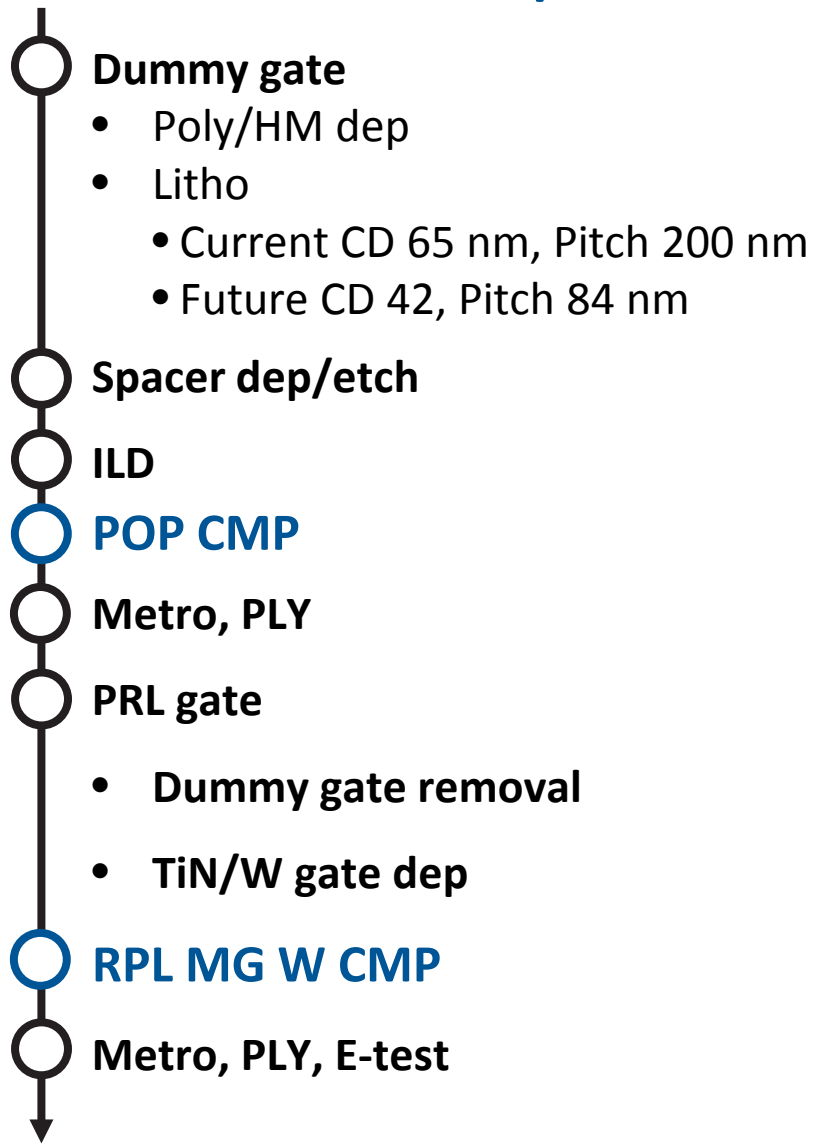 Dummy gate
• Poly/HM dep
• Litho
• Current CD 65 nm, Pitch 200 nm
• Future CD 42, Pitch 84 nm
Spacer dep/etch
ILD
POP CMP
Metro, PLY
PRL gate
• Dummy gate removal
• TiN/W gate dep
RPL MG W CMP
Metro, PLY, E-test